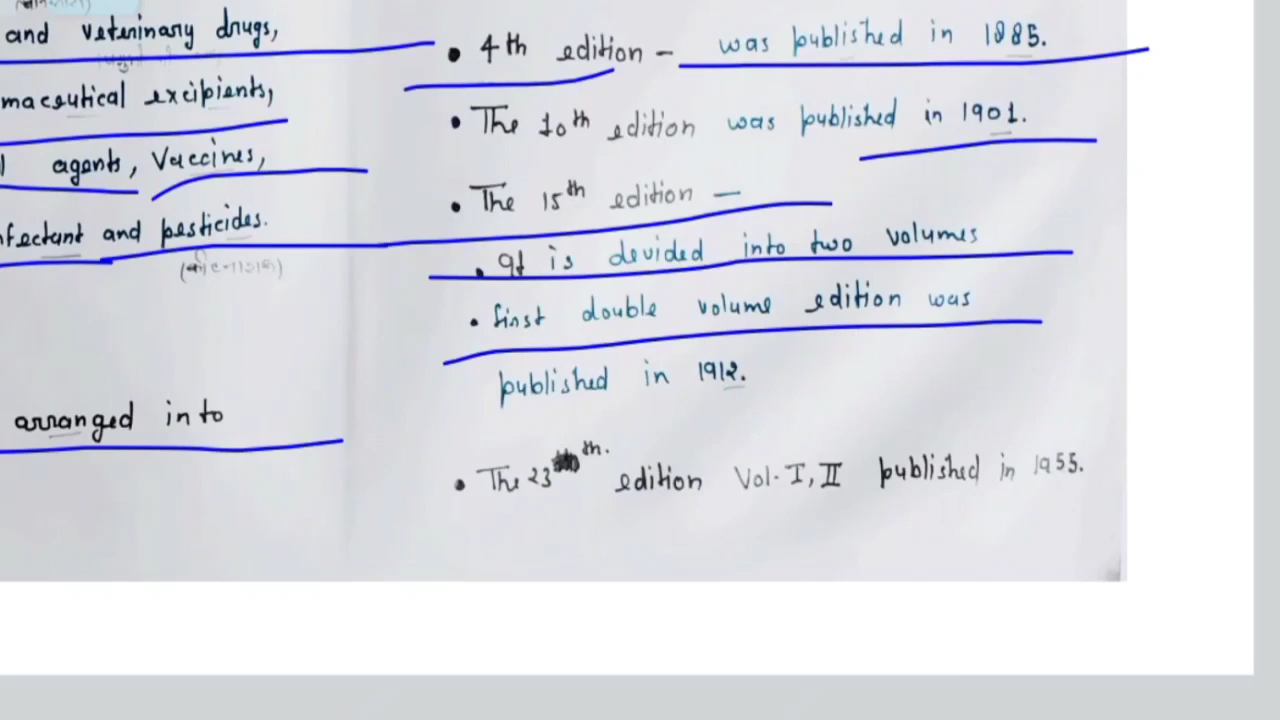 and veterinary drugs,
maceutical excipients,
agents, Vaccines,
fectant and pesticides.
arranged into
• 4th edition – was published in 1885.
• The 10th edition was published in 1901.
• The 15th edition –
• It is devided into two volumes
• first double volume edition was
published in 1912.
• The 23th. edition Vol. I, II published in 1955.